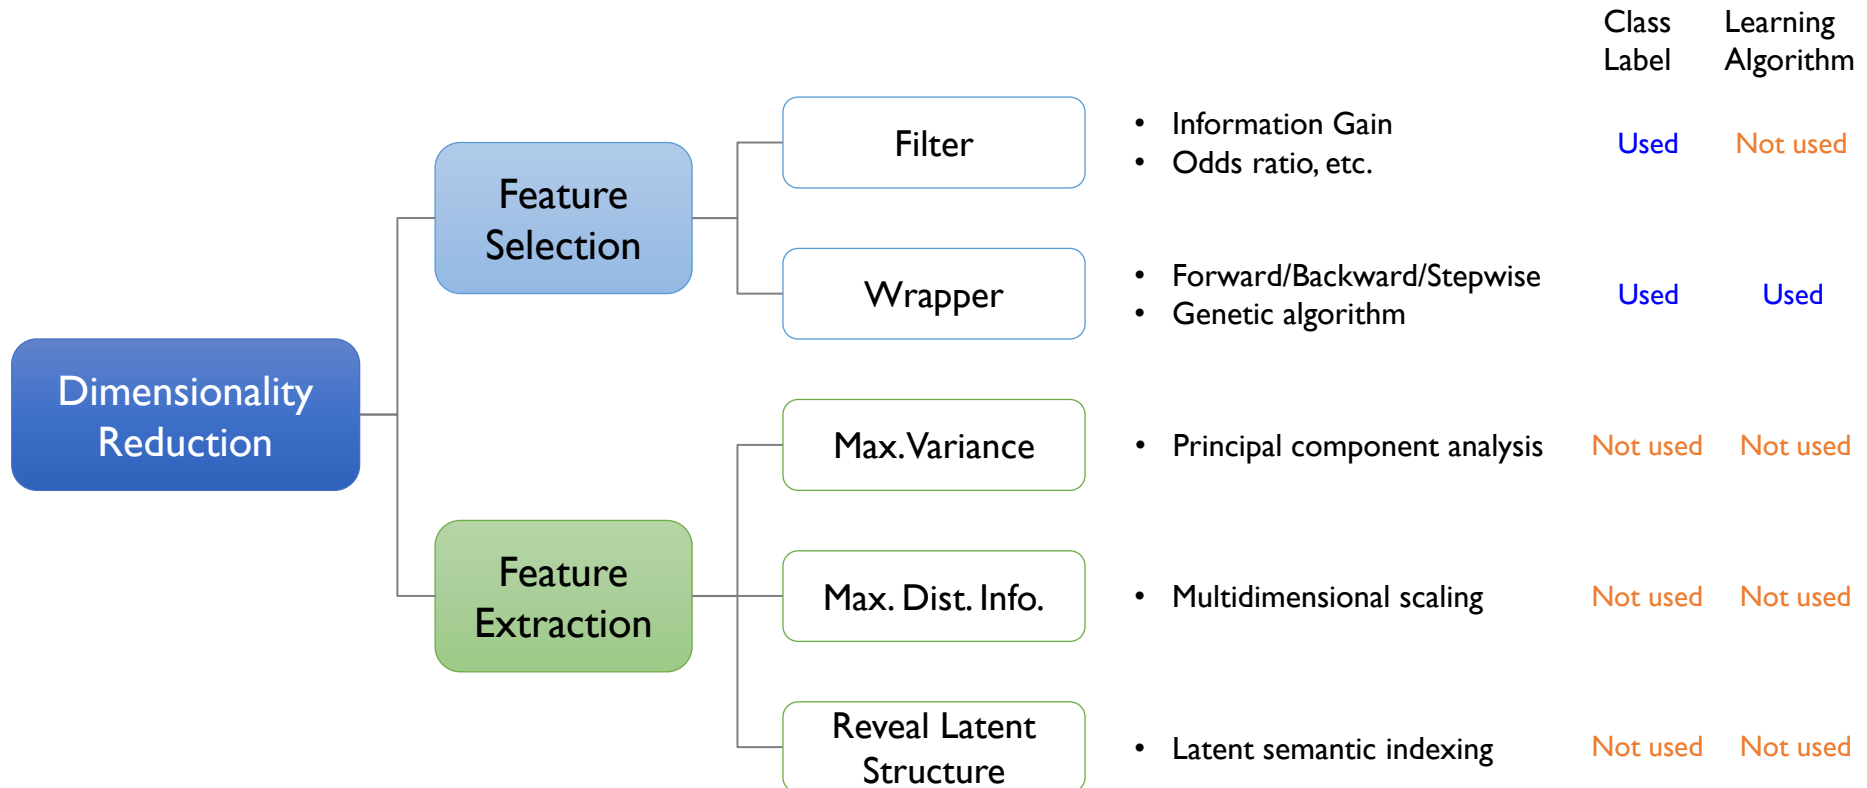 Class Learning
Label Algorithm
Filter
• Information Gain
• Odds ratio, etc.
Used Not used
Feature
Selection
Wrapper
• Forward/Backward/Stepwise
• Genetic algorithm
Used Used
Dimensionality
Reduction
Max. Variance
• Principal component analysis
Not used Not used
Feature
Extraction
Max. Dist. Info.
• Multidimensional scaling
Not used Not used
Reveal Latent
Structure
• Latent semantic indexing
Not used Not used